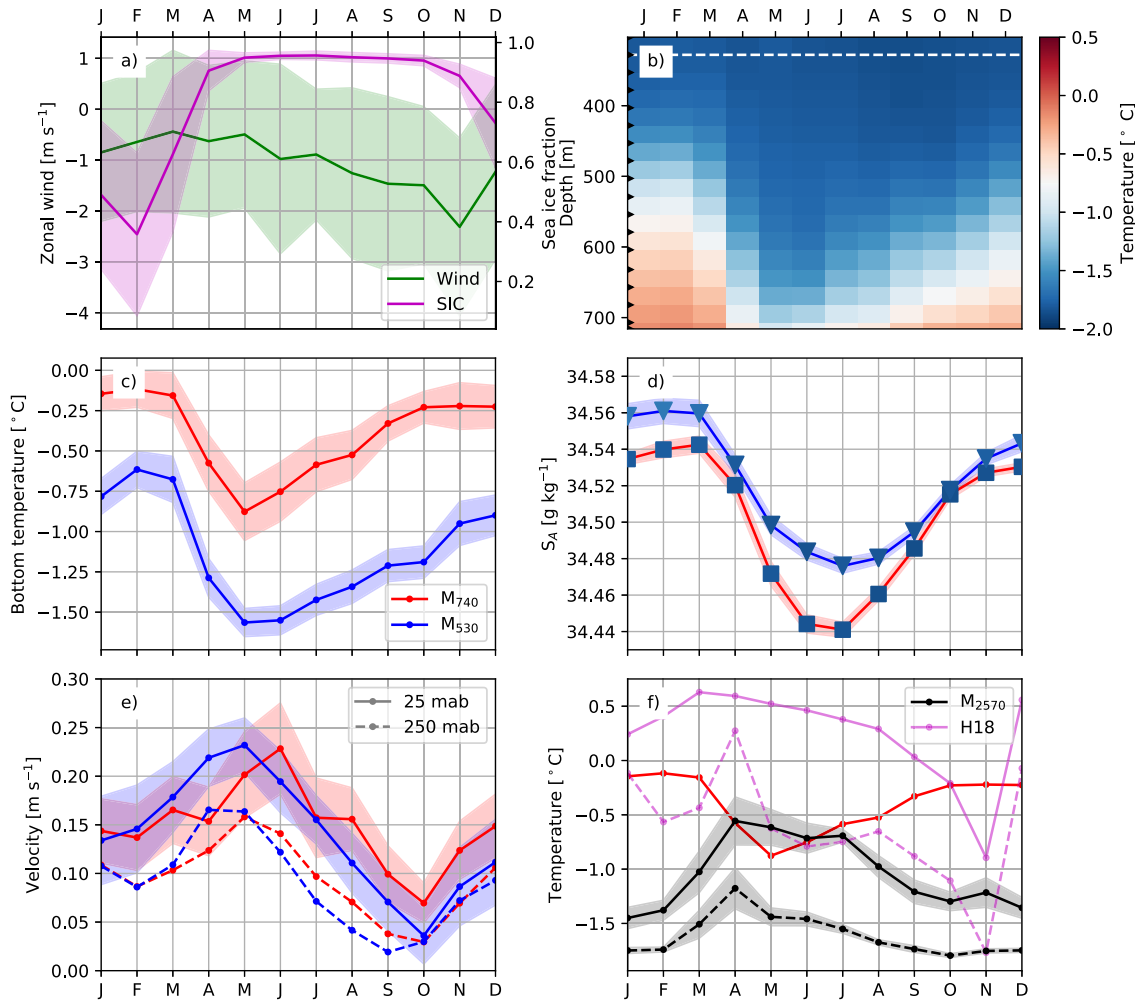 J F M A M J J A S O N D
J F M A M J J A S O N D
a)
1
0
−1
−2
−3
−4
Zonal wind [m s⁻¹]
1.0
0.8
0.6
0.4
0.2
Sea ice fraction
Wind
SIC
b)
400
500
600
700
Depth [m]
0.5
0.0
−0.5
−1.0
−1.5
−2.0
Temperature [° C]
c)
0.00
−0.25
−0.50
−0.75
−1.00
−1.25
−1.50
Bottom temperature [°C]
M₇₄₀
M₅₃₀
d)
34.58
34.56
34.54
34.52
34.50
34.48
34.46
34.44
S_A [g kg⁻¹]
e)
0.30
0.25
0.20
0.15
0.10
0.05
0.00
Velocity [m s⁻¹]
25 mab
250 mab
J F M A M J J A S O N D
f)
0.5
0.0
−0.5
−1.0
−1.5
Temperature [°C]
M₂₅₇₀
H18
J F M A M J J A S O N D